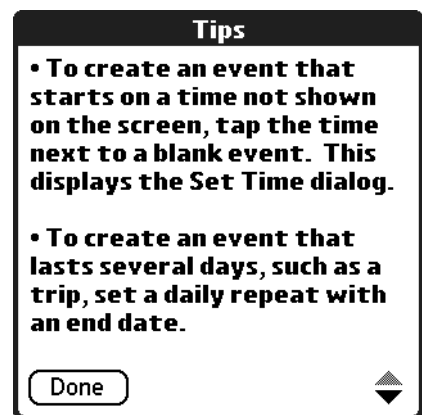 Tips
• To create an event that
starts on a time not shown
on the screen, tap the time
next to a blank event.  This
displays the Set Time dialog.
• To create an event that
lasts several days, such as a
trip, set a daily repeat with
an end date.
Done